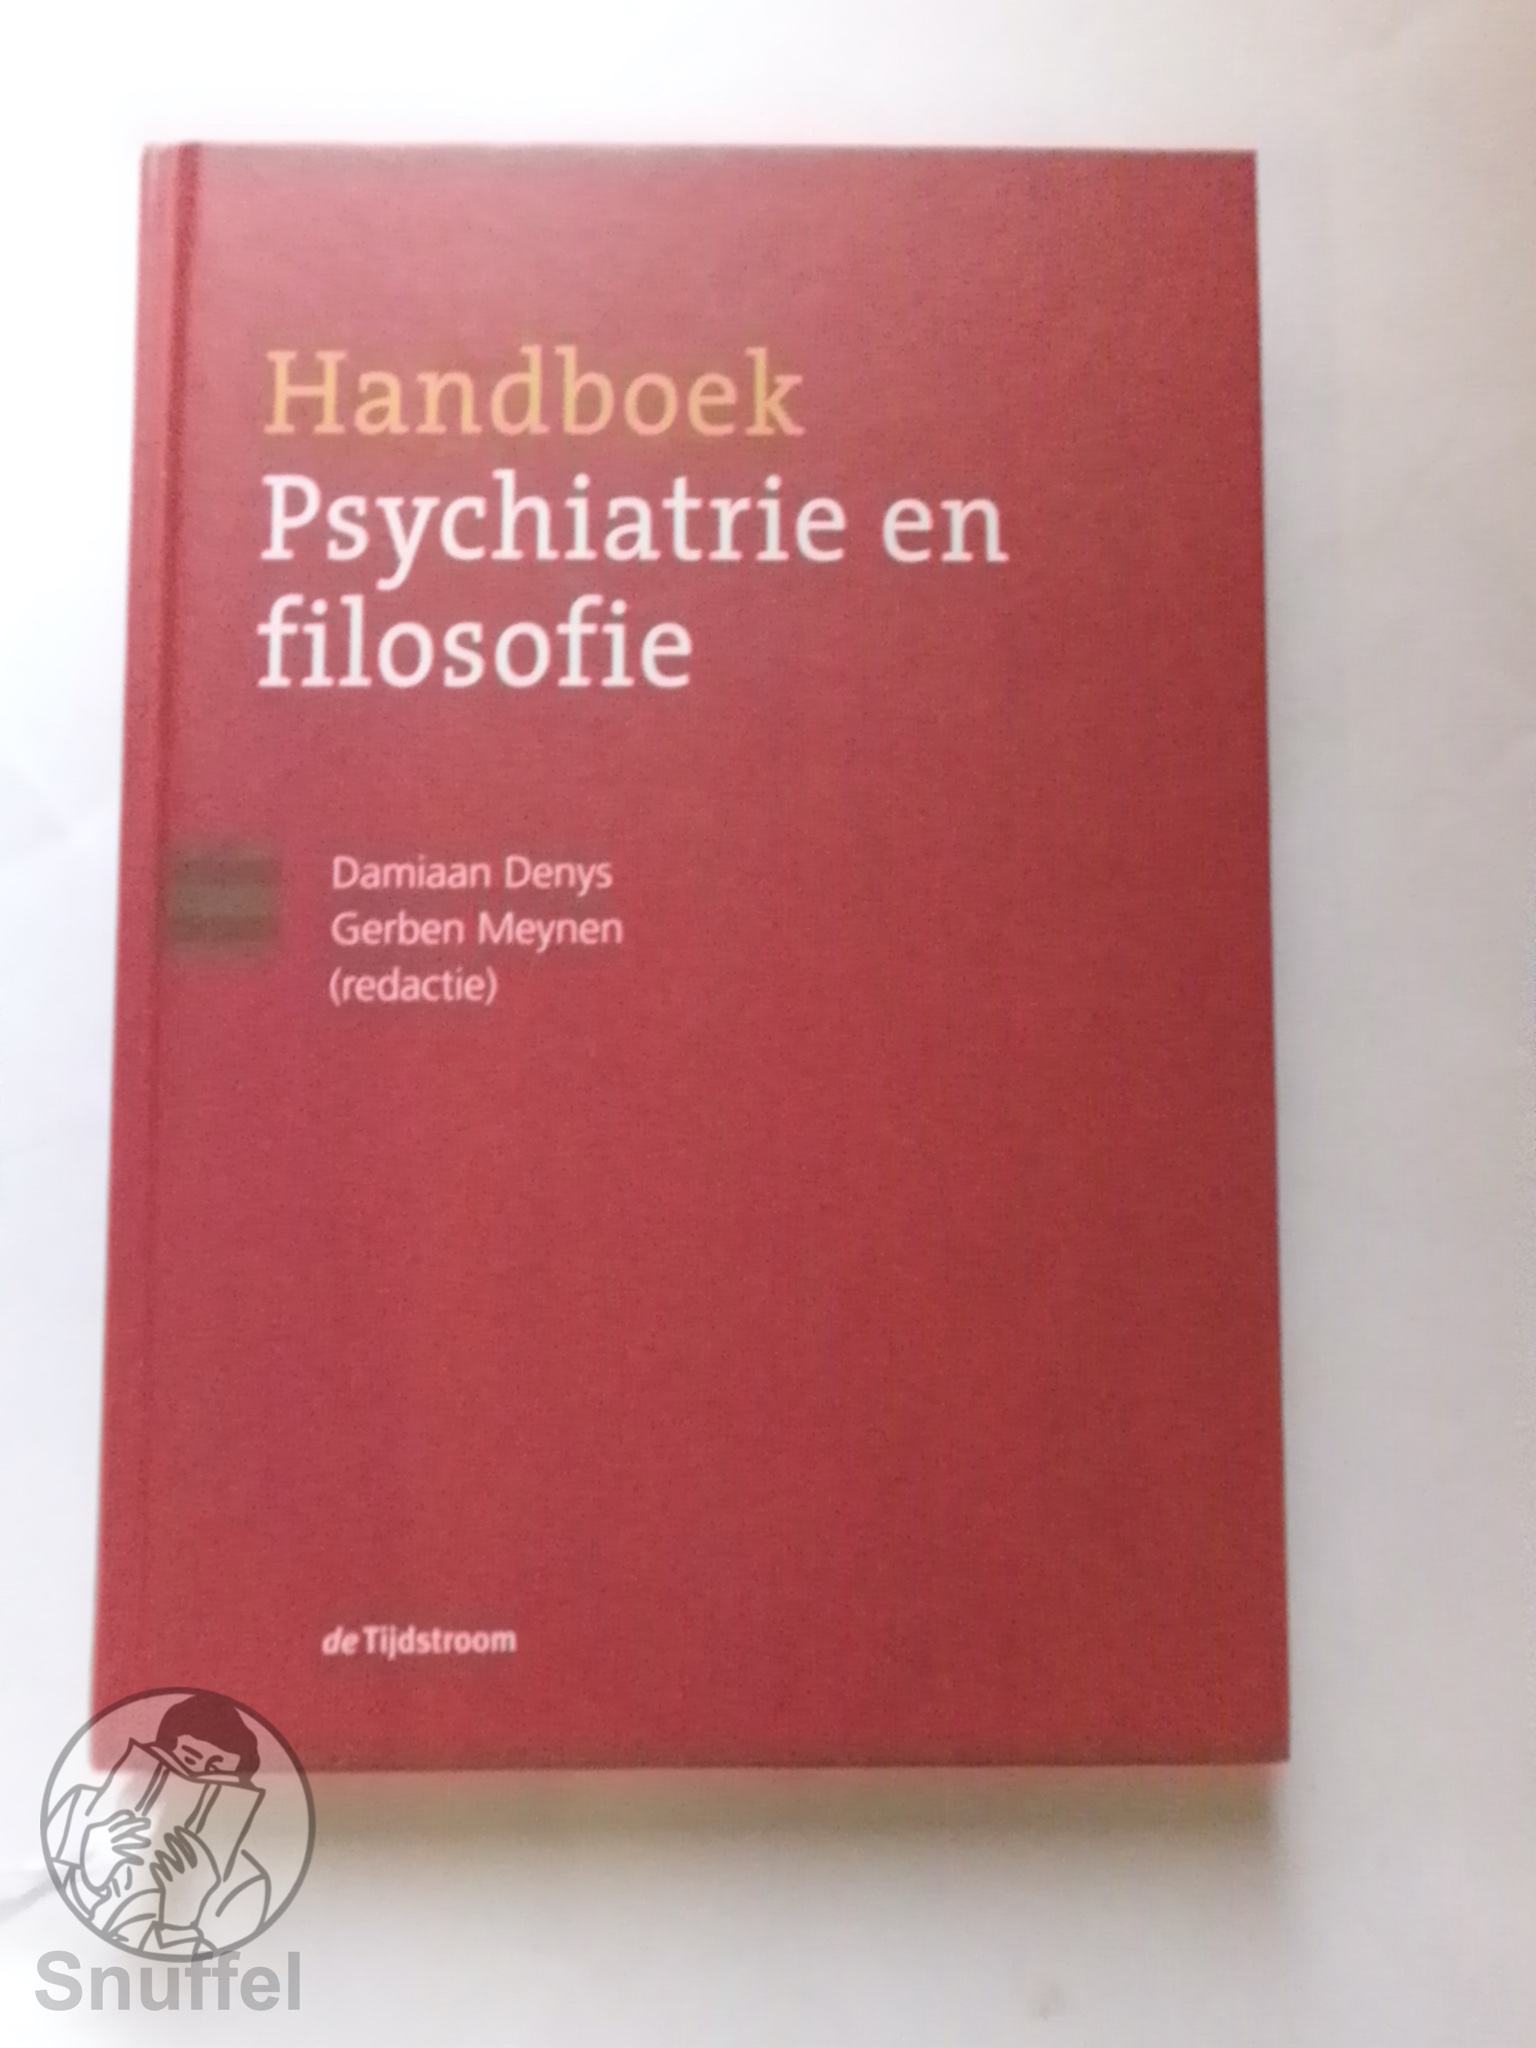 Handboek
Psychiatrie en
filosofie
Damiaan Denys
Gerben Meynen
(redactie)
de Tijdstroom
Snuffel